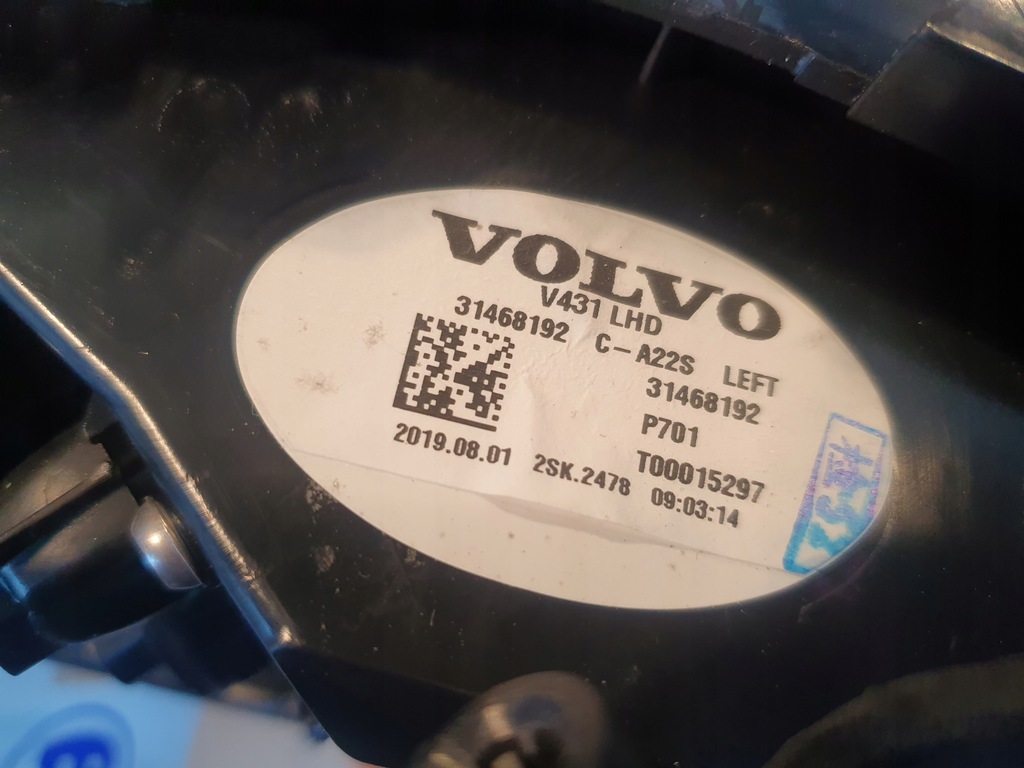 VOLVO
V431 LHD
31468192 C-A22S LEFT
31468192
P701
T00015297
2019.08.01 2SK.2478 09:03:14